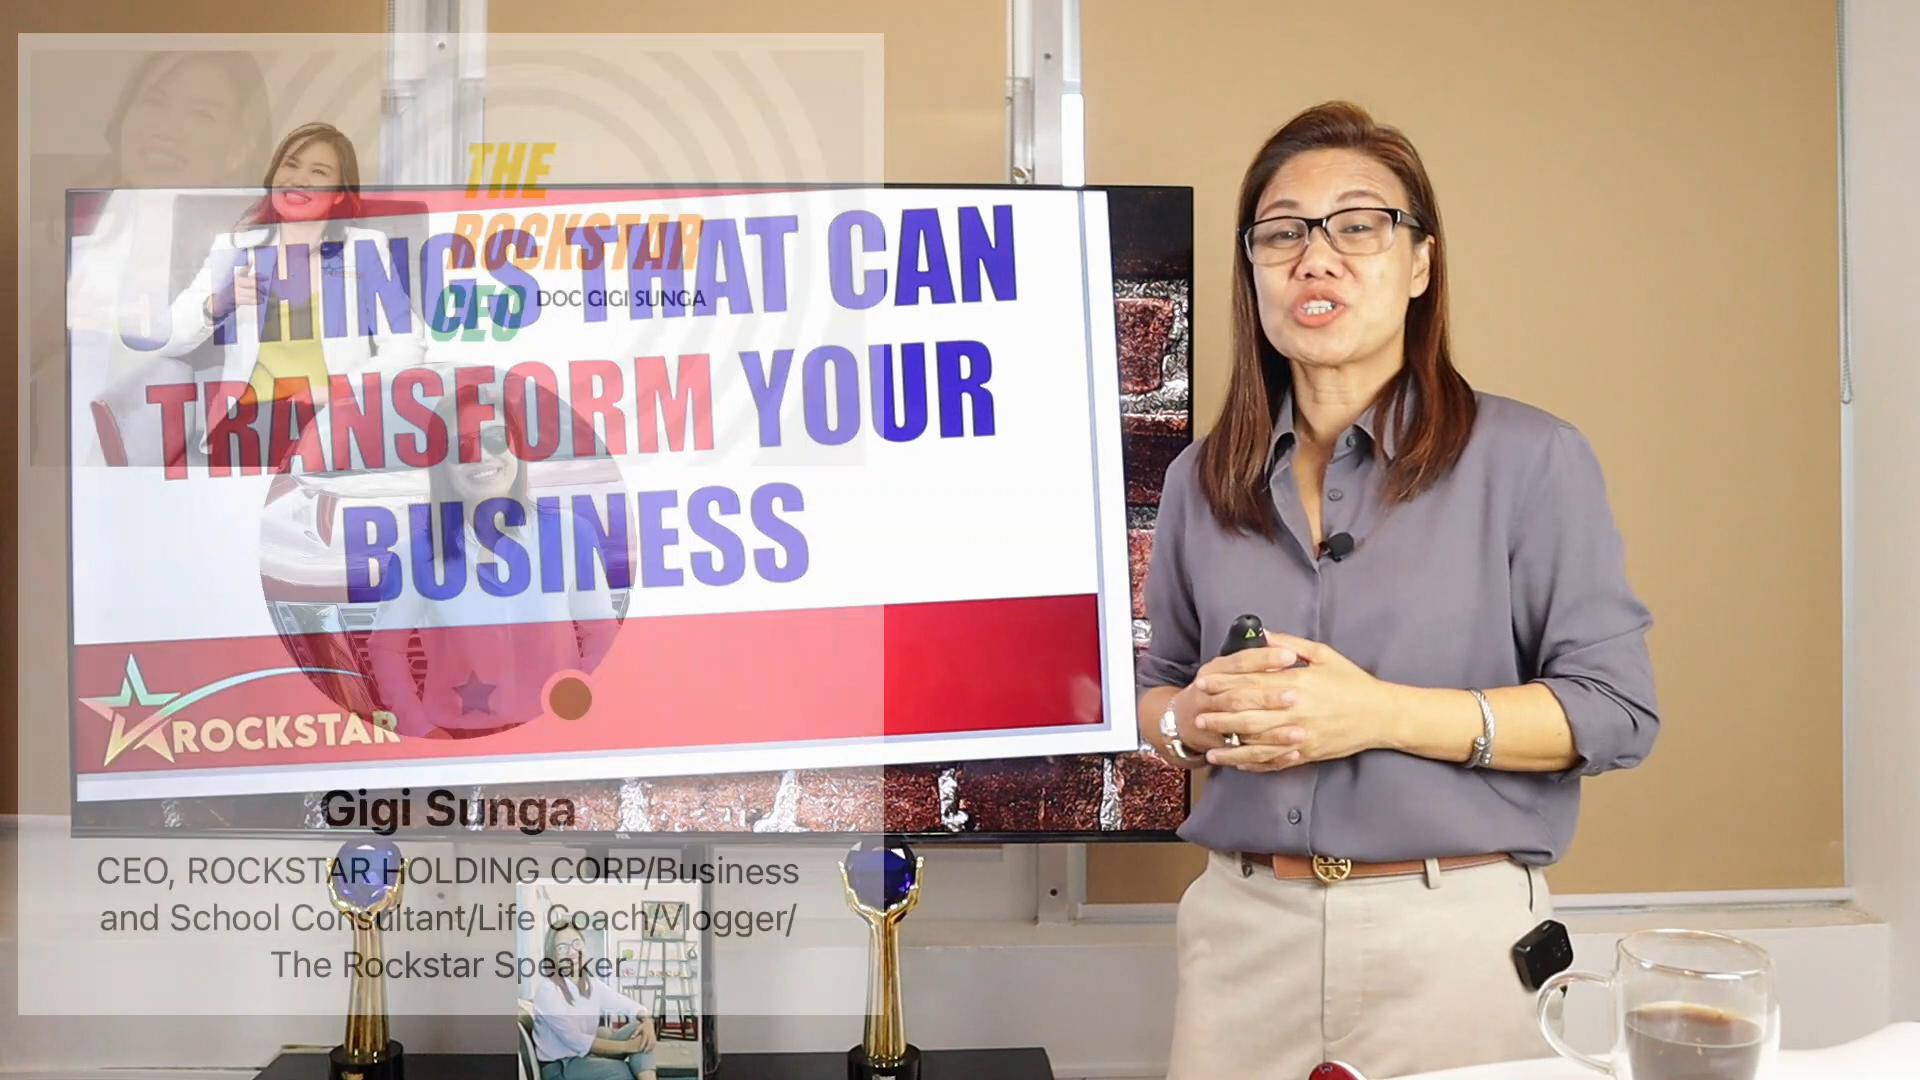 THE
ROCKSTAR
CEO DOC GIGI SUNGA
THINGS THAT CAN
TRANSFORM YOUR
BUSINESS
ROCKSTAR
Gigi Sunga
CEO, ROCKSTAR HOLDING CORP/Business
and School Consultant/Life Coach/Vlogger/
The Rockstar Speaker